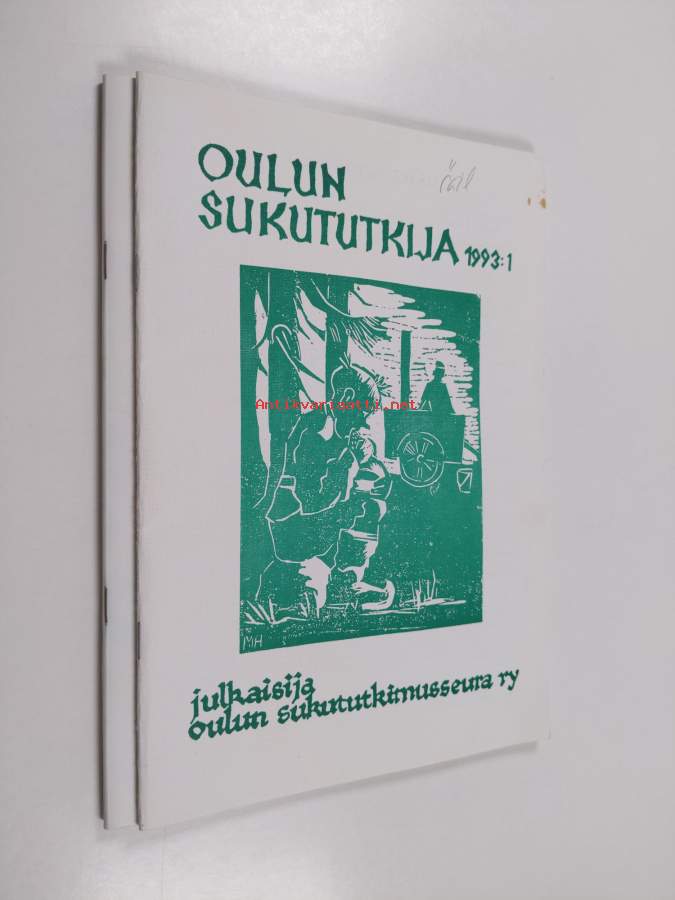 OULUN
SUKUTUTKIJA 1993:1
Antikvariaatti.net
MH
julkaisija
oulun sukututkimusseura ry